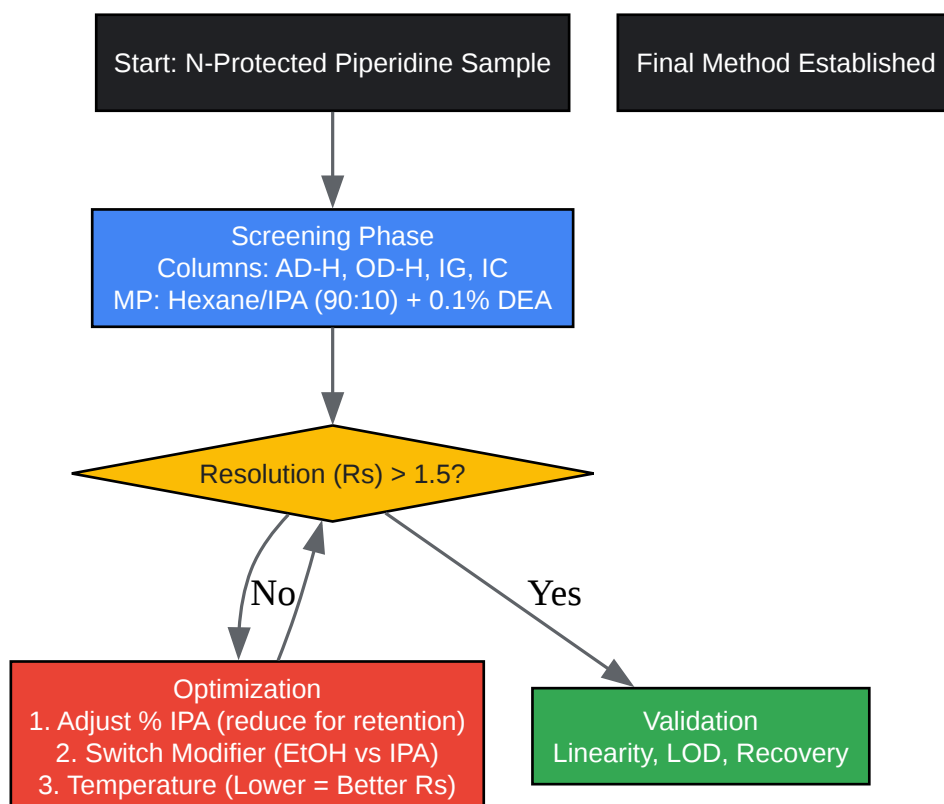 Start: N-Protected Piperidine Sample
Final Method Established
Screening Phase
Columns: AD-H, OD-H, IG, IC
MP: Hexane/IPA (90:10) + 0.1% DEA
Resolution (Rs) > 1.5?
No
Yes
Optimization
1. Adjust % IPA (reduce for retention)
2. Switch Modifier (EtOH vs IPA)
3. Temperature (Lower = Better Rs)
Validation
Linearity, LOD, Recovery